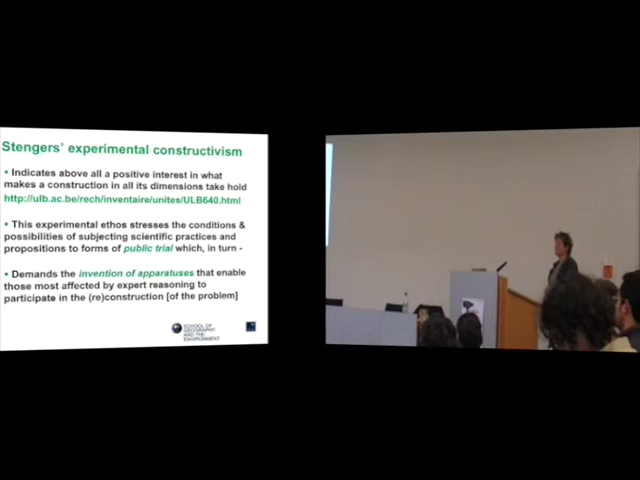 Stengers' experimental constructivism
• Indicates above all a positive interest in what
makes a construction in all its dimensions take hold
http://ulb.ac.be/rech/inventaire/unites/ULB640.html
• This experimental ethos stresses the conditions &
possibilities of subjecting scientific practices and
propositions to forms of public trial which, in turn -
• Demands the invention of apparatuses that enable
those most affected by expert reasoning to
participate in the (re)construction [of the problem]
SCHOOL OF
GEOGRAPHY
AND THE
ENVIRONMENT